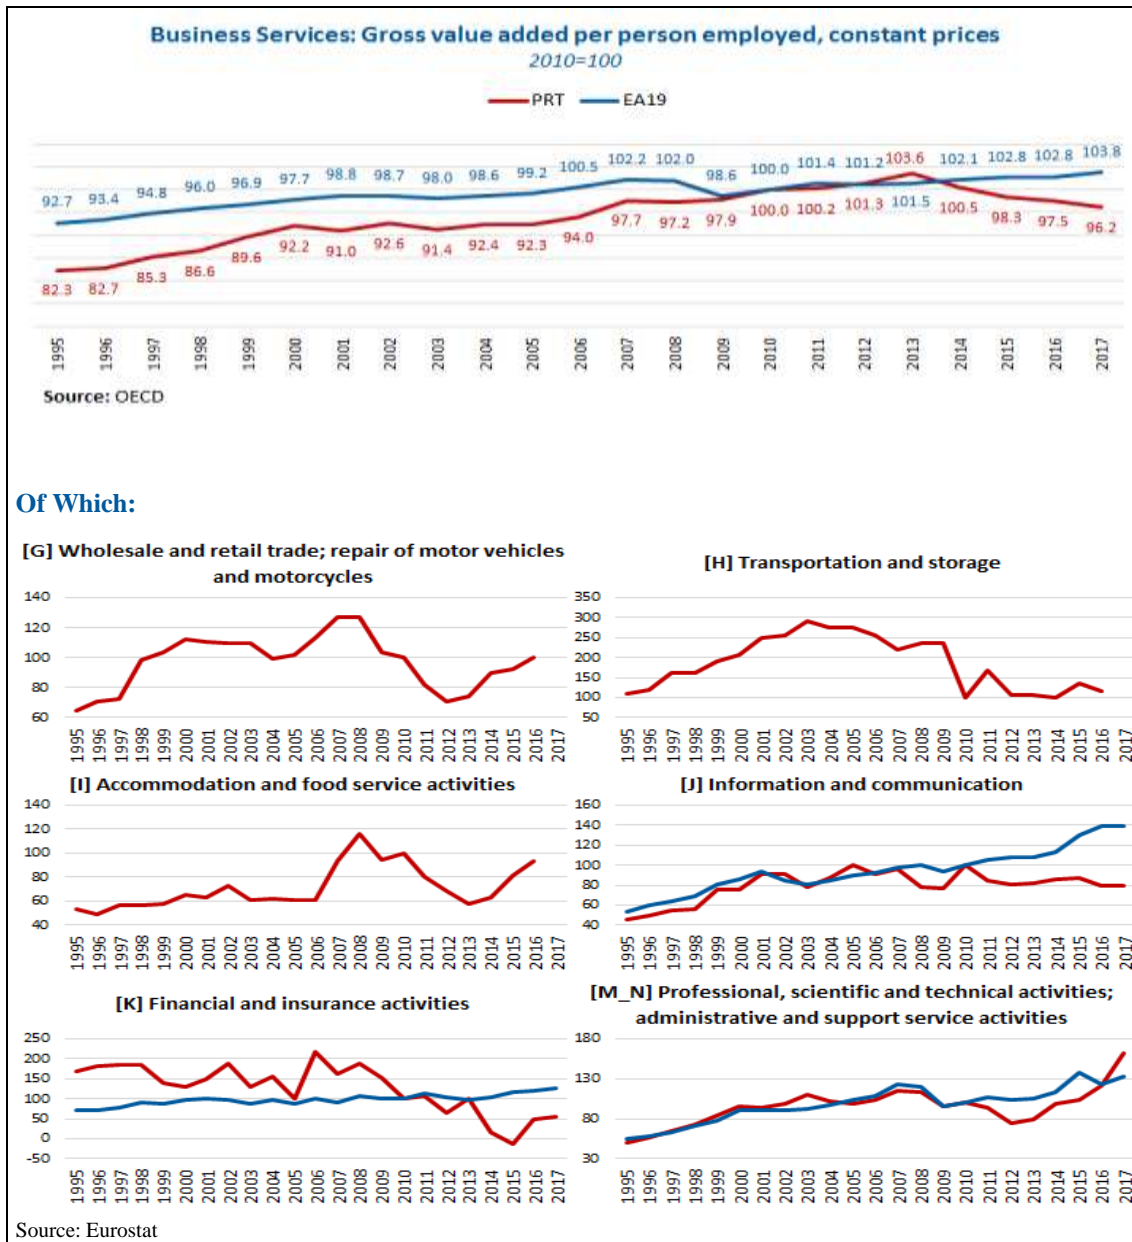 Business Services: Gross value added per person employed, constant prices
2010=100
PRT EA19
92.7 93.4 94.8 96.0 96.9 97.7 98.8 98.7 98.0 98.6 99.2 100.5 102.2 102.0 98.6 100.0 101.4 101.2 103.6 102.1 102.8 102.8 103.8
82.3 82.7 85.3 86.6 89.6 92.2 91.0 92.6 91.4 92.4 92.3 94.0 97.7 97.2 97.9 100.0 100.2 101.3 101.5 100.5 98.3 97.5 96.2
1995 1996 1997 1998 1999 2000 2001 2002 2003 2004 2005 2006 2007 2008 2009 2010 2011 2012 2013 2014 2015 2016 2017
Source: OECD
Of Which:
[G] Wholesale and retail trade; repair of motor vehicles
and motorcycles
140
120
100
80
60
1995 1996 1997 1998 1999 2000 2001 2002 2003 2004 2005 2006 2007 2008 2009 2010 2011 2012 2013 2014 2015 2016 2017
[H] Transportation and storage
350
300
250
200
150
100
50
1995 1996 1997 1998 1999 2000 2001 2002 2003 2004 2005 2006 2007 2008 2009 2010 2011 2012 2013 2014 2015 2016 2017
[I] Accommodation and food service activities
140
120
100
80
60
40
1995 1996 1997 1998 1999 2000 2001 2002 2003 2004 2005 2006 2007 2008 2009 2010 2011 2012 2013 2014 2015 2016 2017
[J] Information and communication
160
140
120
100
80
60
40
1995 1996 1997 1998 1999 2000 2001 2002 2003 2004 2005 2006 2007 2008 2009 2010 2011 2012 2013 2014 2015 2016 2017
[K] Financial and insurance activities
250
200
150
100
50
0
-50
1995 1996 1997 1998 1999 2000 2001 2002 2003 2004 2005 2006 2007 2008 2009 2010 2011 2012 2013 2014 2015 2016 2017
[M_N] Professional, scientific and technical activities;
administrative and support service activities
180
130
80
30
1995 1996 1997 1998 1999 2000 2001 2002 2003 2004 2005 2006 2007 2008 2009 2010 2011 2012 2013 2014 2015 2016 2017
Source: Eurostat